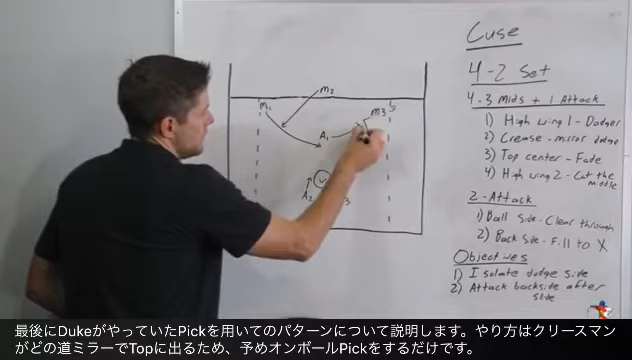 Cuse
4-2 Set
4-3 Mids + 1 Attack
1) High wing 1 - Dodger
2) Crease - mirror dodge
3) Top center - Fade
4) High wing 2 - Cut the middle
2-Attack
1) Ball side - Clear through
2) Back side - Fill to X
Objectives
1) Isolate dodge side
2) Attack backside after side
M1
M2
M3
A1
A2
3
最後にDukeがやっていたPickを用いてのパターンについて説明します。やり方はクリースマン
がどの道ミラーでTopに出るため、予めオンボールPickをするだけです。